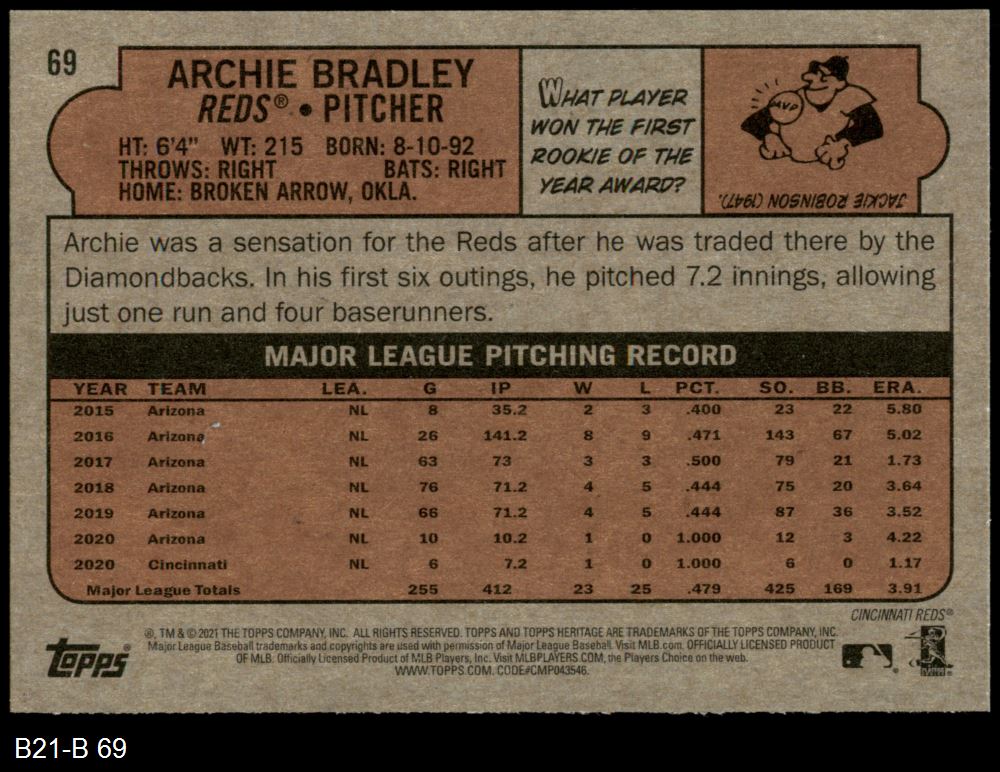 69
ARCHIE BRADLEY
REDS® • PITCHER
HT: 6'4" WT: 215 BORN: 8-10-92
THROWS: RIGHT BATS: RIGHT
HOME: BROKEN ARROW, OKLA.
WHAT PLAYER
WON THE FIRST
ROOKIE OF THE
YEAR AWARD?
MVP
JACKIE ROBINSON (1947).
Archie was a sensation for the Reds after he was traded there by the
Diamondbacks. In his first six outings, he pitched 7.2 innings, allowing
just one run and four baserunners.
MAJOR LEAGUE PITCHING RECORD
YEAR TEAM LEA. G IP W L PCT. SO. BB. ERA.
2015 Arizona NL 8 35.2 2 3 .400 23 22 5.80
2016 Arizona NL 26 141.2 8 9 .471 143 67 5.02
2017 Arizona NL 63 73 3 3 .500 79 21 1.73
2018 Arizona NL 76 71.2 4 5 .444 75 20 3.64
2019 Arizona NL 66 71.2 4 5 .444 87 36 3.52
2020 Arizona NL 10 10.2 1 0 1.000 12 3 4.22
2020 Cincinnati NL 6 7.2 1 0 1.000 6 0 1.17
Major League Totals 255 412 23 25 .479 425 169 3.91
CINCINNATI REDS®
®, TM & © 2021 THE TOPPS COMPANY, INC. ALL RIGHTS RESERVED. TOPPS AND TOPPS HERITAGE ARE TRADEMARKS OF THE TOPPS COMPANY, INC.
Major League Baseball trademarks and copyrights are used with permission of Major League Baseball. Visit MLB.com. OFFICIALLY LICENSED PRODUCT
OF MLB. Officially Licensed Product of MLB Players, Inc. Visit MLBPLAYERS.COM, the Players Choice on the web.
WWW.TOPPS.COM. CODE#CMP043546.
Topps®
B21-B 69